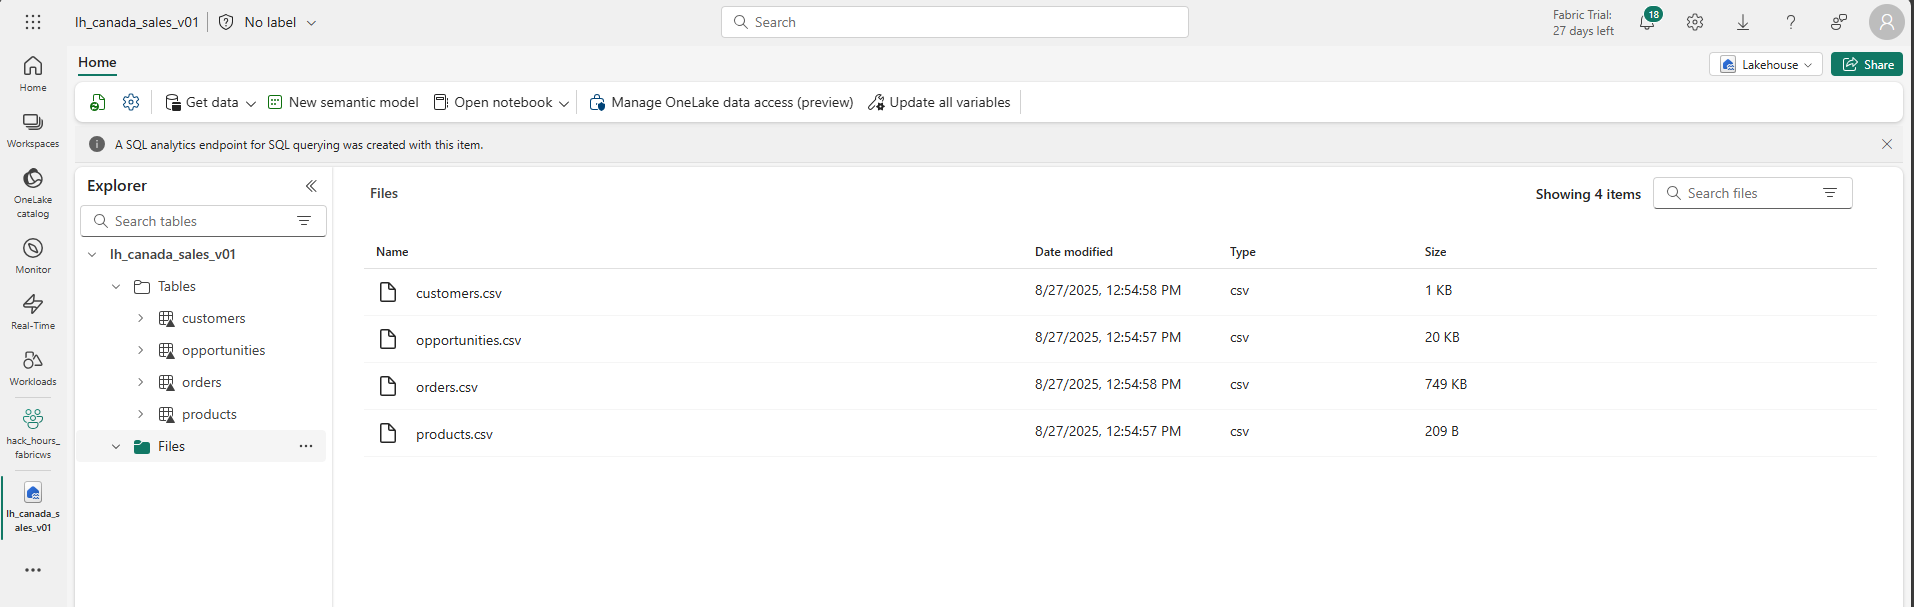 lh_canada_sales_v01
No label
Search
Fabric Trial:
27 days left
18
Home
Lakehouse
Share
Get data
New semantic model
Open notebook
Manage OneLake data access (preview)
Update all variables
A SQL analytics endpoint for SQL querying was created with this item.
Home
Workspaces
OneLake
catalog
Monitor
Real-Time
Workloads
hack_hours_
fabricws
lh_canada_s
ales_v01
Explorer
Search tables
lh_canada_sales_v01
Tables
customers
opportunities
orders
products
Files
Files
Showing 4 items
Search files
Name Date modified Type Size
customers.csv 8/27/2025, 12:54:58 PM csv 1 KB
opportunities.csv 8/27/2025, 12:54:57 PM csv 20 KB
orders.csv 8/27/2025, 12:54:58 PM csv 749 KB
products.csv 8/27/2025, 12:54:57 PM csv 209 B